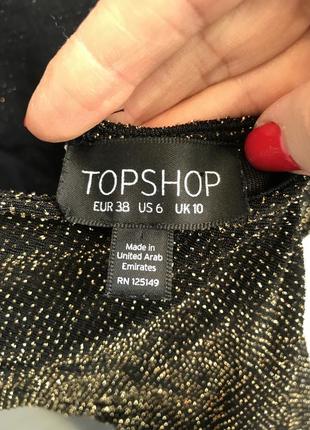 TOPSHOP
EUR 38 US 6 UK 10
Made in
United Arab
Emirates
RN 125149